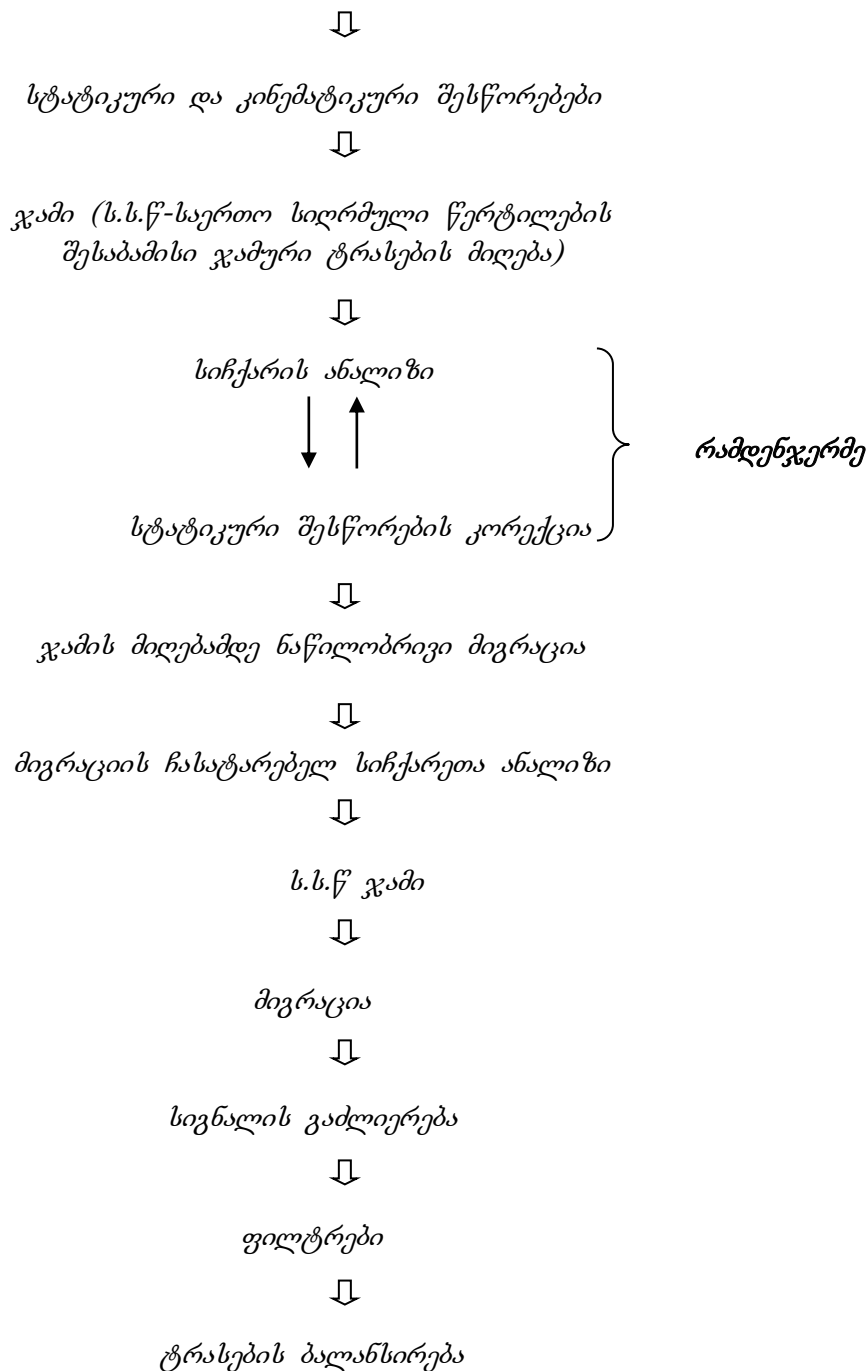 სტატიკური და კინემატიკური შესწორებები
ჯამი (ს.ს.წ-საერთო სიღრმული წერტილების
შესაბამისი ჯამური ტრასების მიღება)
სიჩქარის ანალიზი
რამდენჯერმე
სტატიკური შესწორების კორექცია
ჯამის მიღებამდე ნაწილობრივი მიგრაცია
მიგრაციის ჩასატარებელ სიჩქარეთა ანალიზი
ს.ს.წ ჯამი
მიგრაცია
სიგნალის გაძლიერება
ფილტრები
ტრასების ბალანსირება